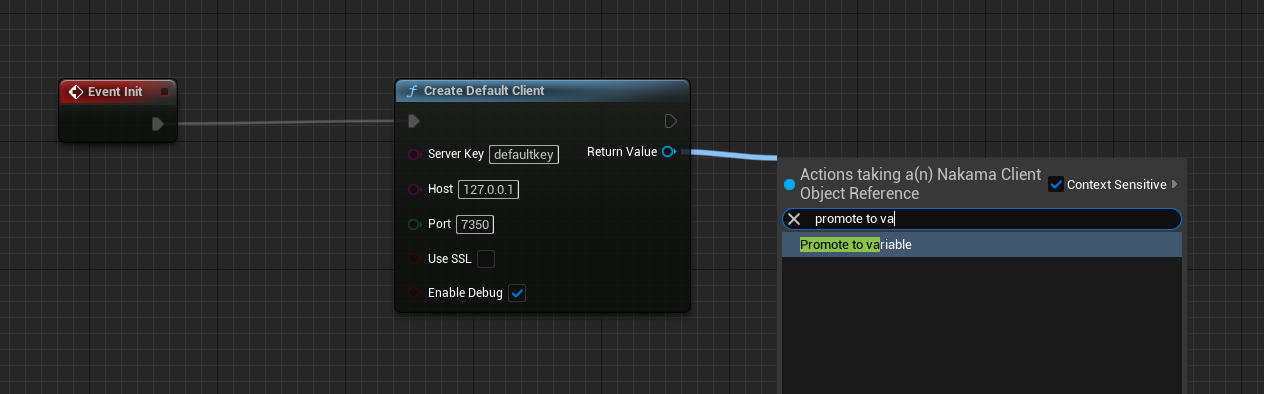 Event Init
Create Default Client
Server Key defaultkey
Return Value
Host 127.0.0.1
Port 7350
Use SSL
Enable Debug
Actions taking a(n) Nakama Client
Object Reference
Context Sensitive
promote to va
Promote to variable